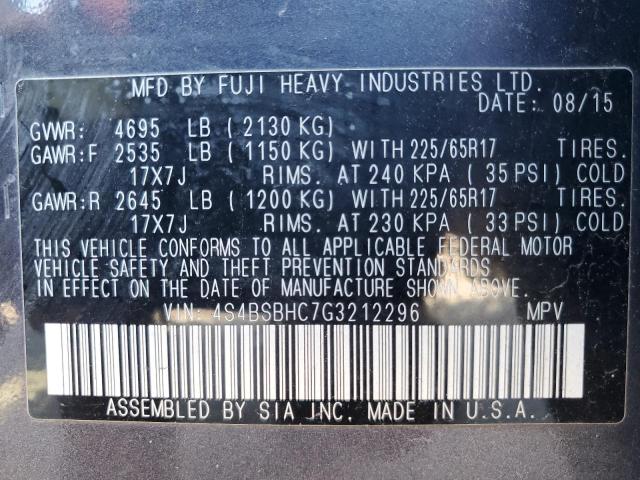 MFD BY FUJI HEAVY INDUSTRIES LTD.
DATE: 08/15
GVWR: 4695 LB ( 2130 KG)
GAWR:F 2535 LB ( 1150 KG) WITH 225/65R17 TIRES.
17X7J RIMS. AT 240 KPA ( 35 PSI) COLD
GAWR:R 2645 LB ( 1200 KG) WITH 225/65R17 TIRES.
17X7J RIMS. AT 230 KPA ( 33 PSI) COLD
THIS VEHICLE CONFORMS TO ALL APPLICABLE FEDERAL MOTOR
VEHICLE SAFETY AND THEFT PREVENTION STANDARDS
IN EFFECT ON THE DATE OF MANUFACTURE SHOWN ABOVE.
VIN: 4S4BSBHC7G3212296 MPV
ASSEMBLED BY SIA INC. MADE IN U.S.A.